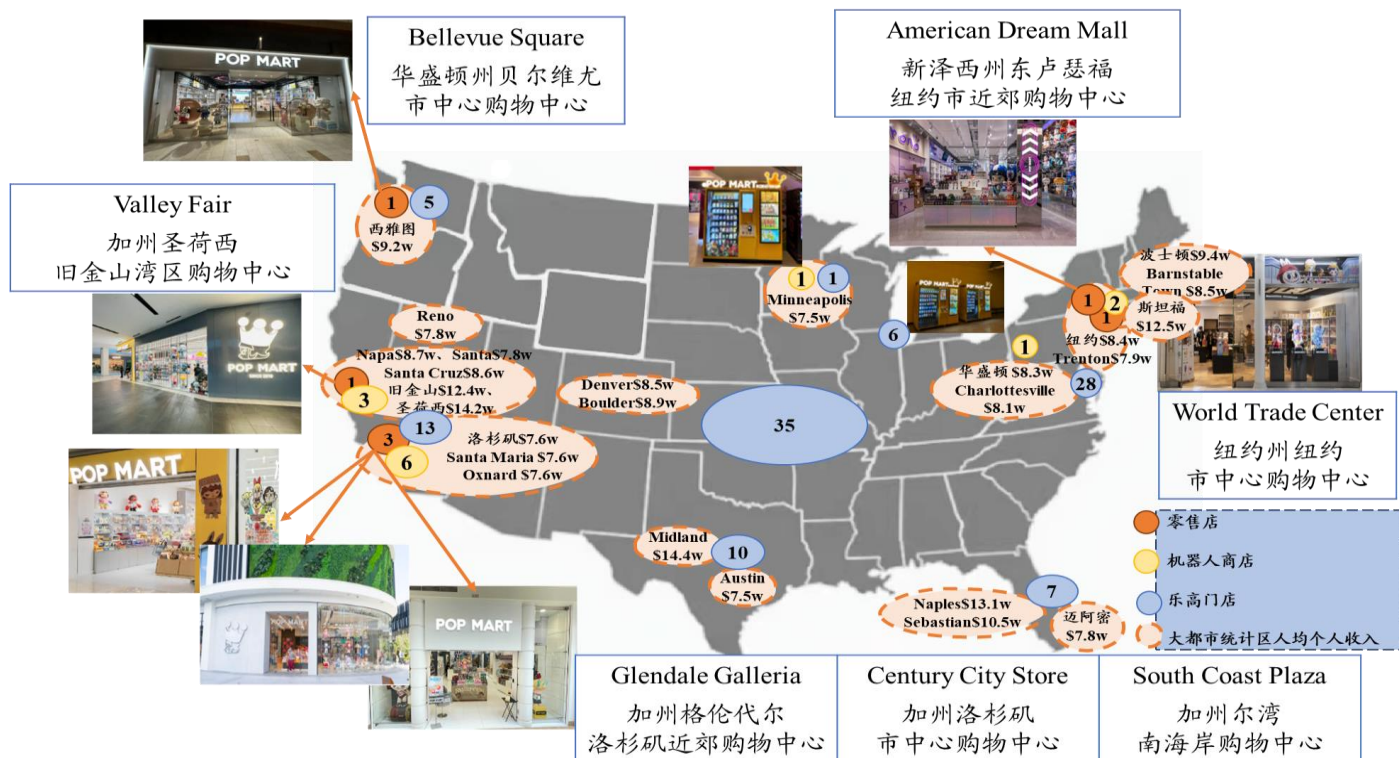 Bellevue Square
华盛顿州贝尔维尤
市中心购物中心
American Dream Mall
新泽西州东卢瑟福
纽约市近郊购物中心
POP MART
Valley Fair
加州圣荷西
旧金山湾区购物中心
1
5
西雅图
$9.2w
POP MART
1
1
Minneapolis
$7.5w
波士顿$9.4w
Barnstable
Town $8.5w
1
2
1
斯坦福
$12.5w
纽约$8.4w
Trenton$7.9w
6
1
华盛顿 $8.3w
Charlottesville
$8.1w
28
Reno
$7.8w
Napa$8.7w、Santa$7.8w
Santa Cruz$8.6w
旧金山$12.4w、
圣荷西$14.2w
1
3
POP MART
Denver$8.5w
Boulder$8.9w
35
3
13
6
洛杉矶$7.6w
Santa Maria $7.6w
Oxnard $7.6w
World Trade Center
纽约州纽约
市中心购物中心
POP MART
POP MART
POP MART
Midland
$14.4w
10
Austin
$7.5w
Naples$13.1w
Sebastian$10.5w
7
迈阿密
$7.8w
零售店
机器人商店
乐高门店
大都市统计区人均个人收入
Glendale Galleria
加州格伦代尔
洛杉矶近郊购物中心
Century City Store
加州洛杉矶
市中心购物中心
South Coast Plaza
加州尔湾
南海岸购物中心